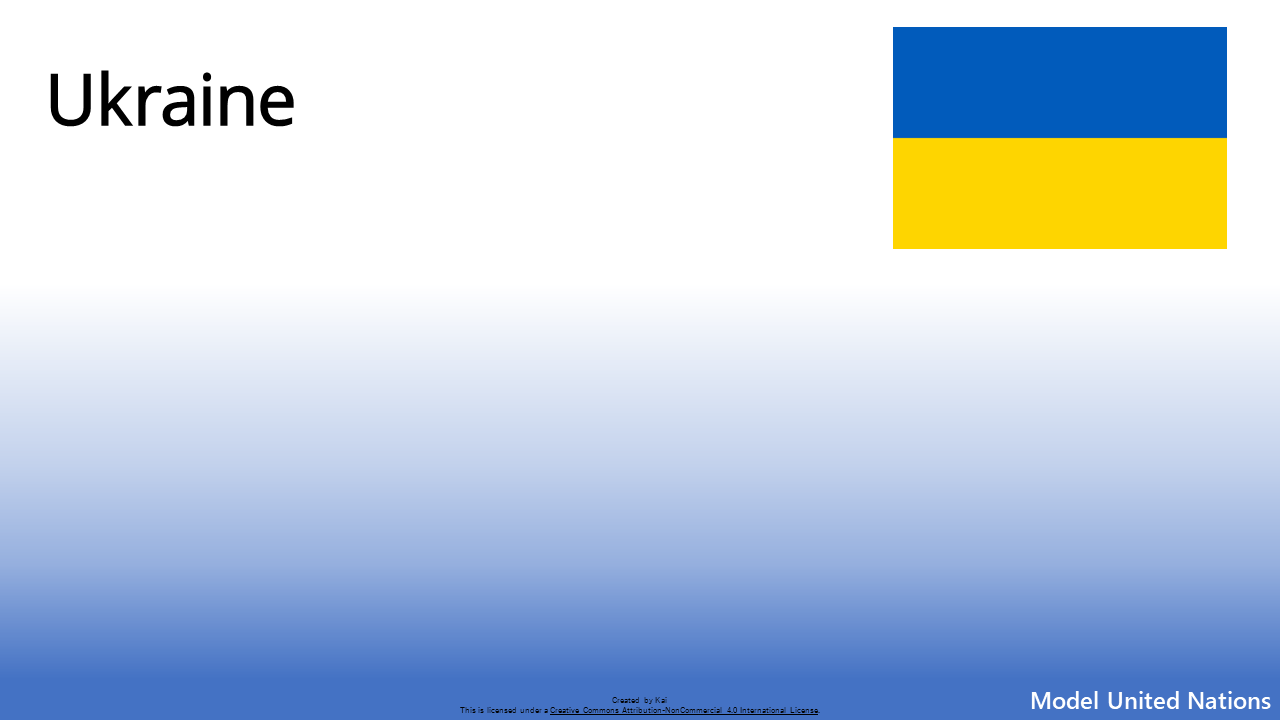 Ukraine
Created by Kai
This is licensed under a Creative Commons Attribution-NonCommercial 4.0 International License.
Model United Nations